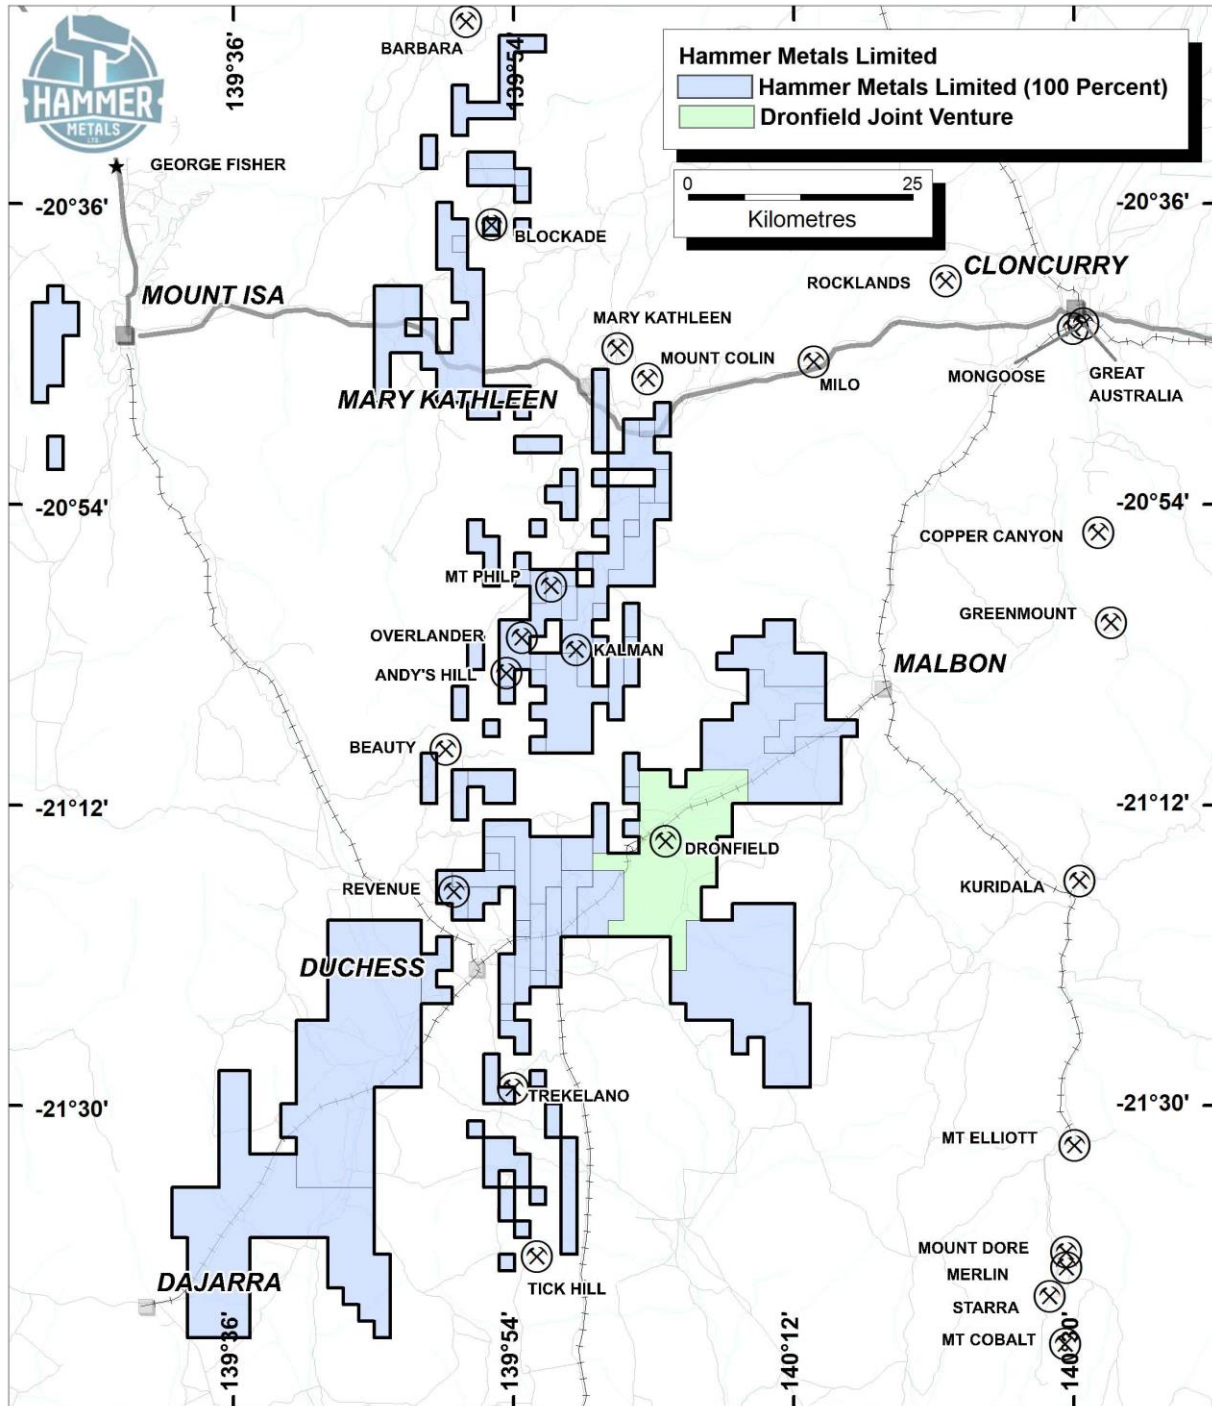 HAMMER
METALS
LTD
139°36'
139°54'
BARBARA
Hammer Metals Limited
Hammer Metals Limited (100 Percent)
Dronfield Joint Venture
GEORGE FISHER
0 25
Kilometres
-20°36'
-20°36'
BLOCKADE
ROCKLANDS
CLONCURRY
MOUNT ISA
MARY KATHLEEN
MOUNT COLIN
MILO
MONGOOSE
GREAT
AUSTRALIA
MARY KATHLEEN
-20°54'
-20°54'
COPPER CANYON
MT PHILP
GREENMOUNT
OVERLANDER
KALMAN
MALBON
ANDY'S HILL
BEAUTY
-21°12'
-21°12'
DRONFIELD
REVENUE
KURIDALA
DUCHESS
TREKELANO
-21°30'
-21°30'
MT ELLIOTT
MOUNT DORE
MERLIN
DAJARRA
TICK HILL
STARRA
MT COBALT
139°36'
139°54'
140°12'
140°30'